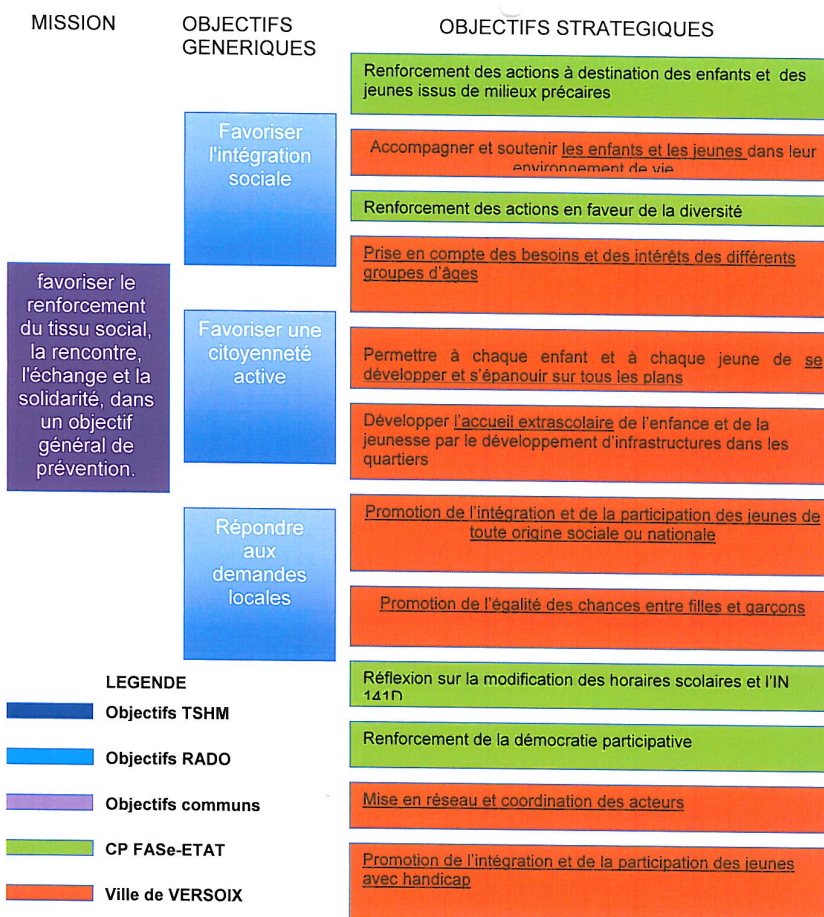 MISSION
OBJECTIFS
GENERIQUES
OBJECTIFS STRATEGIQUES
favoriser le
renforcement
du tissu social,
la rencontre,
l'échange et la
solidarité, dans
un objectif
général de
prévention.
Favoriser
l'intégration
sociale
Favoriser une
citoyenneté
active
Répondre
aux
demandes
locales
Renforcement des actions à destination des enfants et des
jeunes issus de milieux précaires
Accompagner et soutenir les enfants et les jeunes dans leur
environnement de vie
Renforcement des actions en faveur de la diversité
Prise en compte des besoins et des intérêts des différents
groupes d'âges
Permettre à chaque enfant et à chaque jeune de se
développer et s'épanouir sur tous les plans
Développer l'accueil extrascolaire de l'enfance et de la
jeunesse par le développement d'infrastructures dans les
quartiers
Promotion de l'intégration et de la participation des jeunes de
toute origine sociale ou nationale
Promotion de l'égalité des chances entre filles et garçons
Réflexion sur la modification des horaires scolaires et l'IN
141D
Renforcement de la démocratie participative
Mise en réseau et coordination des acteurs
Promotion de l'intégration et de la participation des jeunes
avec handicap
LEGENDE
Objectifs TSHM
Objectifs RADO
Objectifs communs
CP FASe-ETAT
Ville de VERSOIX